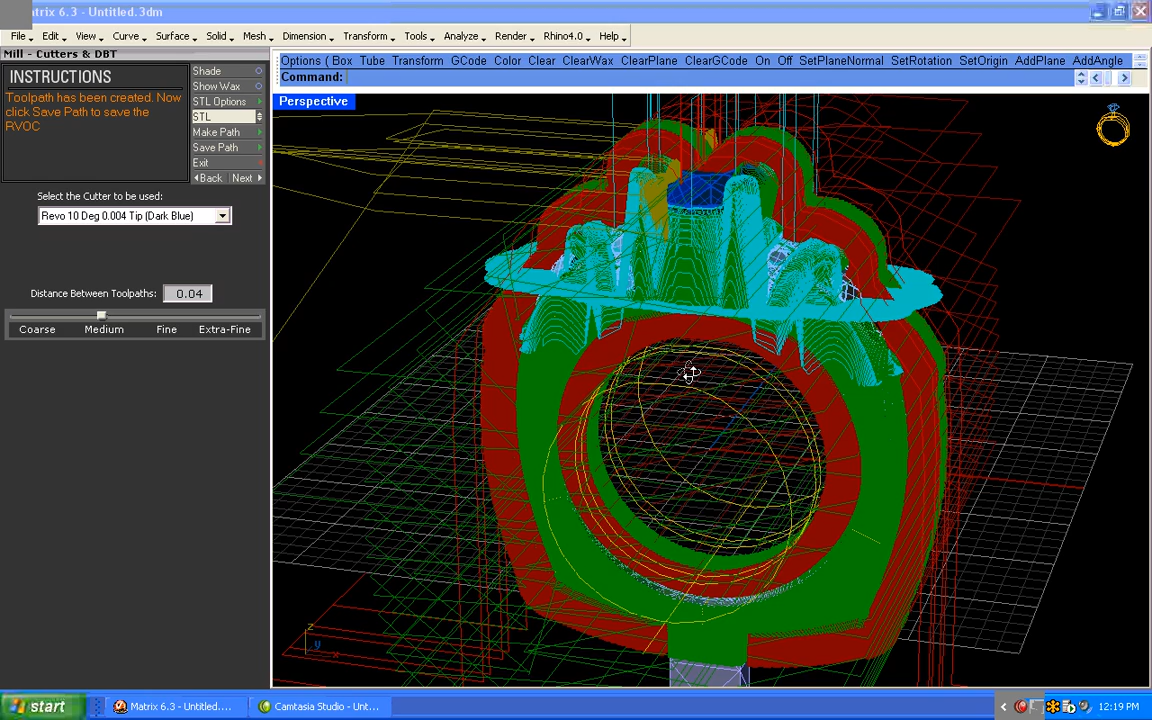 atrix 6.3 - Untitled.3dm
File Edit View Curve Surface Solid Mesh Dimension Transform Tools Analyze Render Rhino4.0 Help
Mill - Cutters & DBT
INSTRUCTIONS
Toolpath has been created. Now
click Save Path to save the
RVOC
Shade
Show Wax
STL Options
STL
Make Path
Save Path
Exit
Back Next
Options ( Box Tube Transform GCode Color Clear ClearWax ClearPlane ClearGCode On Off SetPlaneNormal SetRotation SetOrigin AddPlane AddAngle
Command:
Perspective
Select the Cutter to be used:
Revo 10 Deg 0.004 Tip (Dark Blue)
Distance Between Toolpaths: 0.04
Coarse Medium Fine Extra-Fine
z
y
x
start
Matrix 6.3 - Untitled....
Camtasia Studio - Unt...
12:19 PM